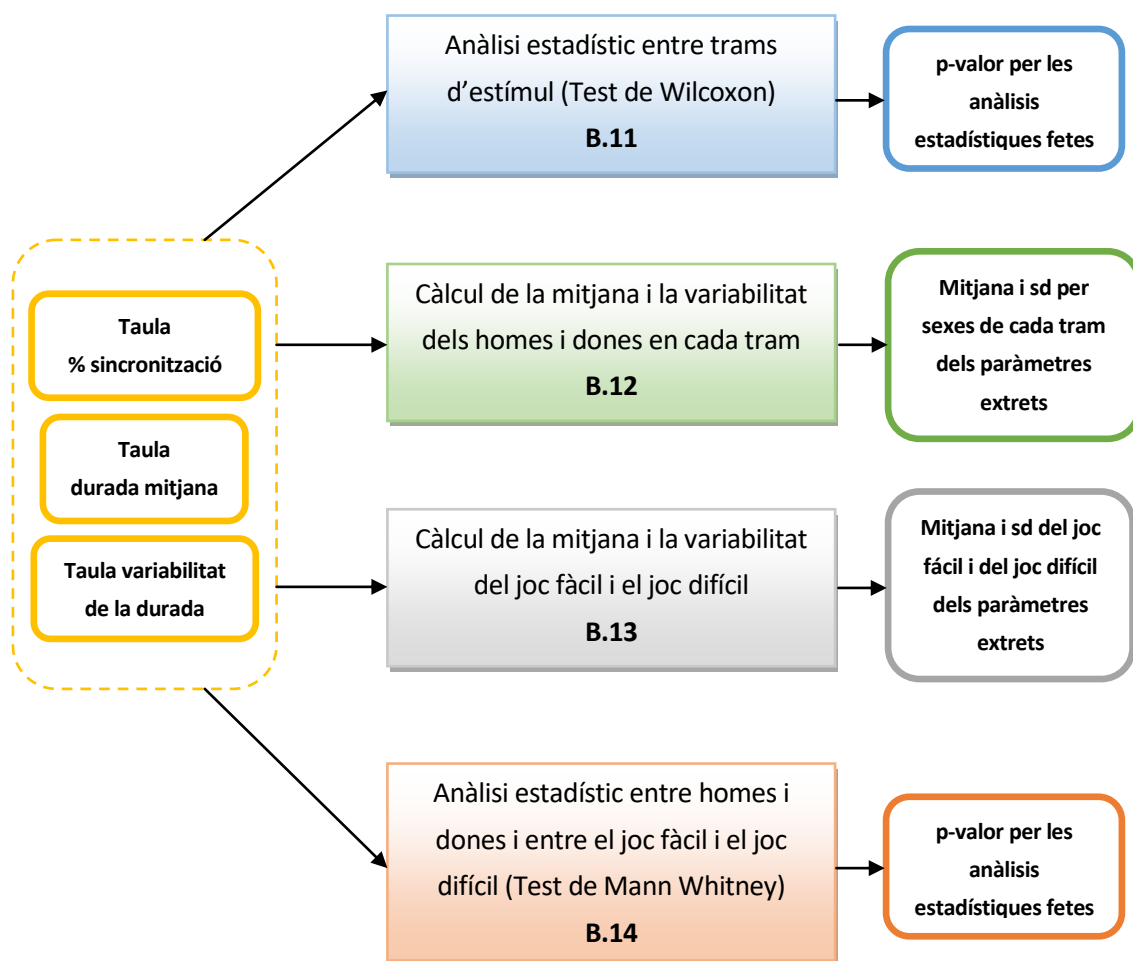 Anàlisi estadístic entre trams
d’estímul (Test de Wilcoxon)
B.11
p-valor per les
anàlisis
estadístiques fetes
Taula
% sincronització
Taula
durada mitjana
Taula variabilitat
de la durada
Càlcul de la mitjana i la variabilitat
dels homes i dones en cada tram
B.12
Mitjana i sd per
sexes de cada tram
dels paràmetres
extrets
Càlcul de la mitjana i la variabilitat
del joc fàcil i el joc difícil
B.13
Mitjana i sd del joc
fácil i del joc difícil
dels paràmetres
extrets
Anàlisi estadístic entre homes i
dones i entre el joc fàcil i el joc
difícil (Test de Mann Whitney)
B.14
p-valor per les
anàlisis
estadístiques fetes